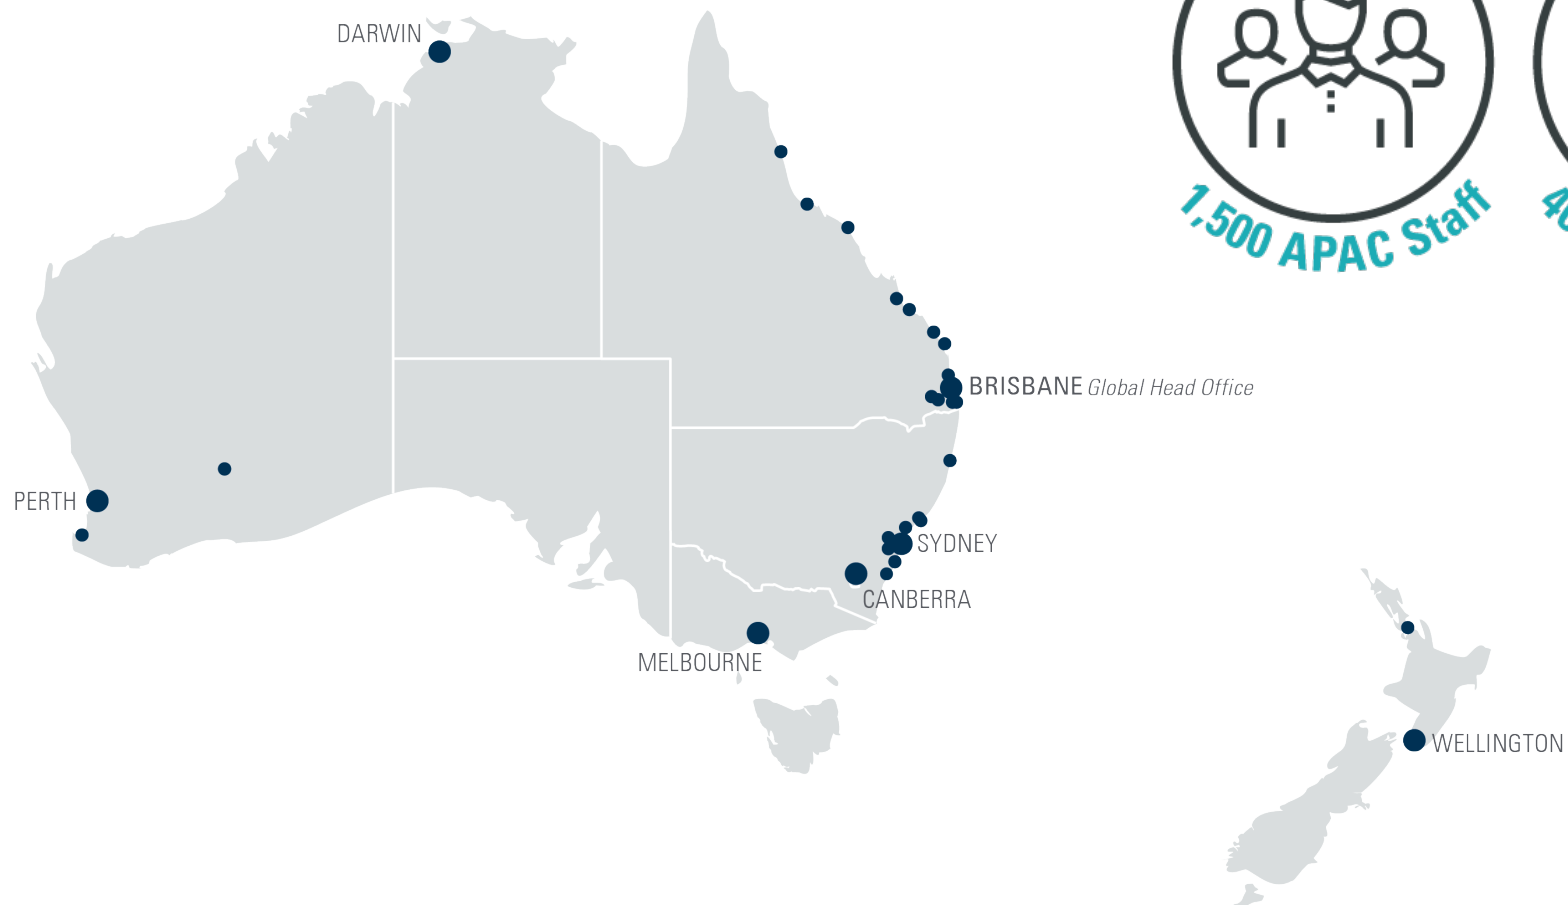 DARWIN
1,500 APAC Staff
BRISBANE Global Head Office
PERTH
SYDNEY
CANBERRA
MELBOURNE
WELLINGTON